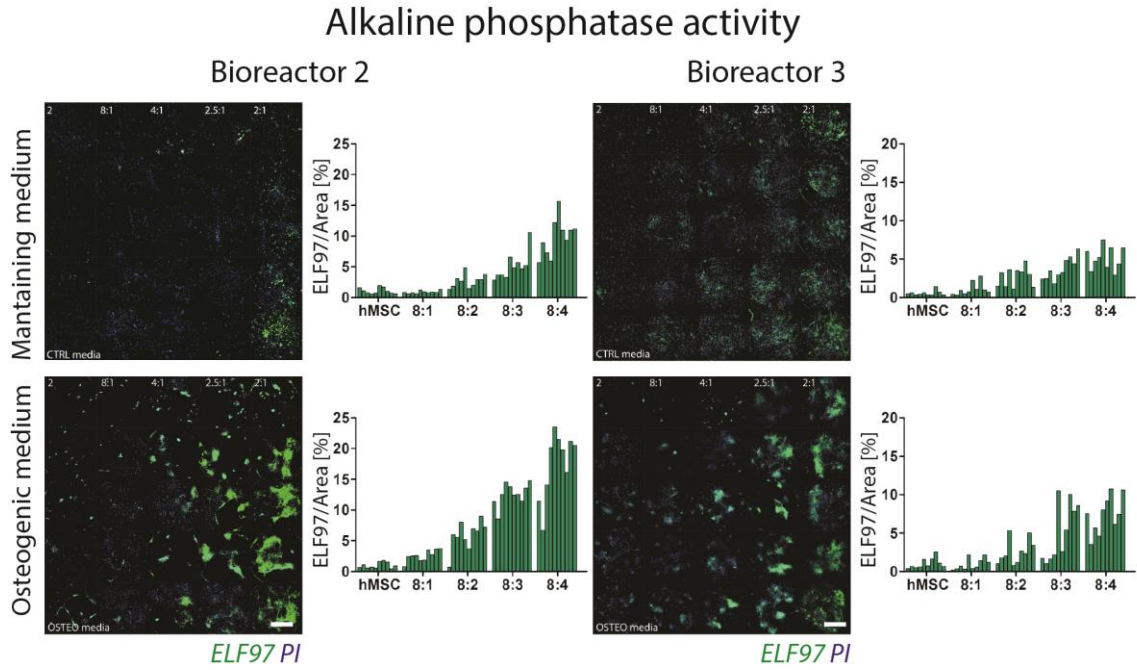 Alkaline phosphatase activity
Bioreactor 2
Bioreactor 3
Mantaining medium
2 8:1 4:1 2.5:1 2:1
CTRL media
ELF97/Area [%]
25
20
15
10
5
0
hMSC 8:1 8:2 8:3 8:4
2 8:1 4:1 2.5:1 2:1
CTRL media
ELF97/Area [%]
25
20
15
10
5
0
hMSC 8:1 8:2 8:3 8:4
Osteogenic medium
2 8:1 4:1 2.5:1 2:1
OSTEO media
ELF97/Area [%]
25
20
15
10
5
0
hMSC 8:1 8:2 8:3 8:4
2 8:1 4:1 2.5:1 2:1
OSTEO media
ELF97/Area [%]
25
20
15
10
5
0
hMSC 8:1 8:2 8:3 8:4
ELF97 PI
ELF97 PI